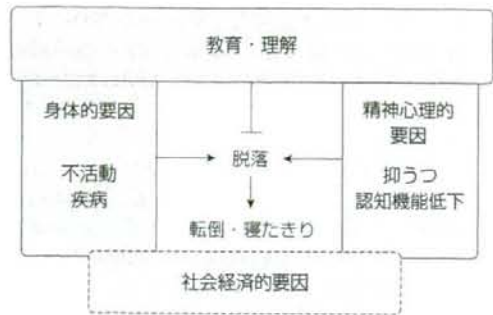 教育・理解
身体的要因
不活動
疾病
脱落
転倒・寝たきり
精神心理的
要因
抑うつ
認知機能低下
社会経済的要因